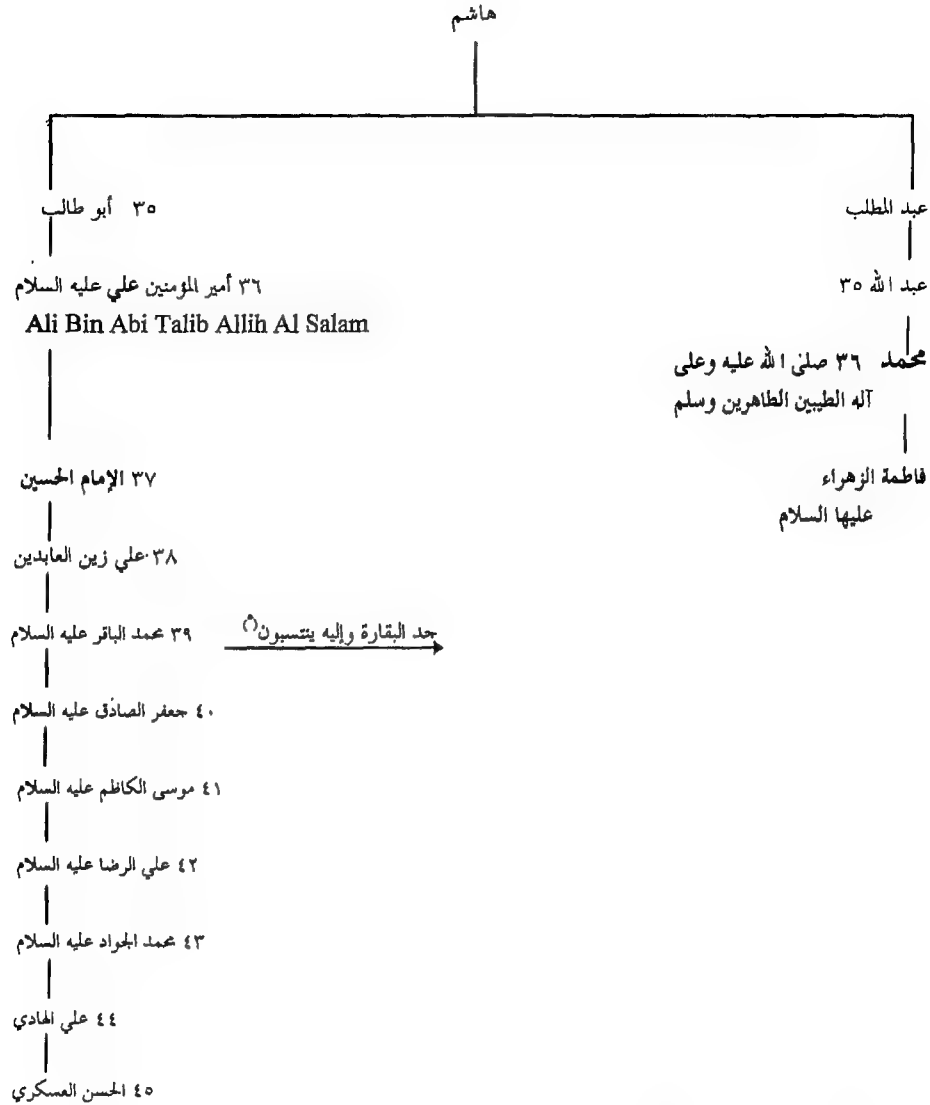 هاشم
عبد المطلب
٣٥ أبو طالب
عبد الله ٣٥
٣٦ أمير المؤمنين علي عليه السلام
Ali Bin Abi Talib Allih Al Salam
محمد ٣٦ صلى الله عليه وعلى
آله الطيبين الطاهرين وسلم
فاطمة الزهراء
عليها السلام
٣٧ الإمام الحسين
٣٨ علي زين العابدين
٣٩ محمد الباقر عليه السلام
جد البقارة وإليه ينتسبون
٤٠ جعفر الصادق عليه السلام
٤١ موسى الكاظم عليه السلام
٤٢ علي الرضا عليه السلام
٤٣ محمد الجواد عليه السلام
٤٤ علي الهادي
٤٥ الحسن العسكري